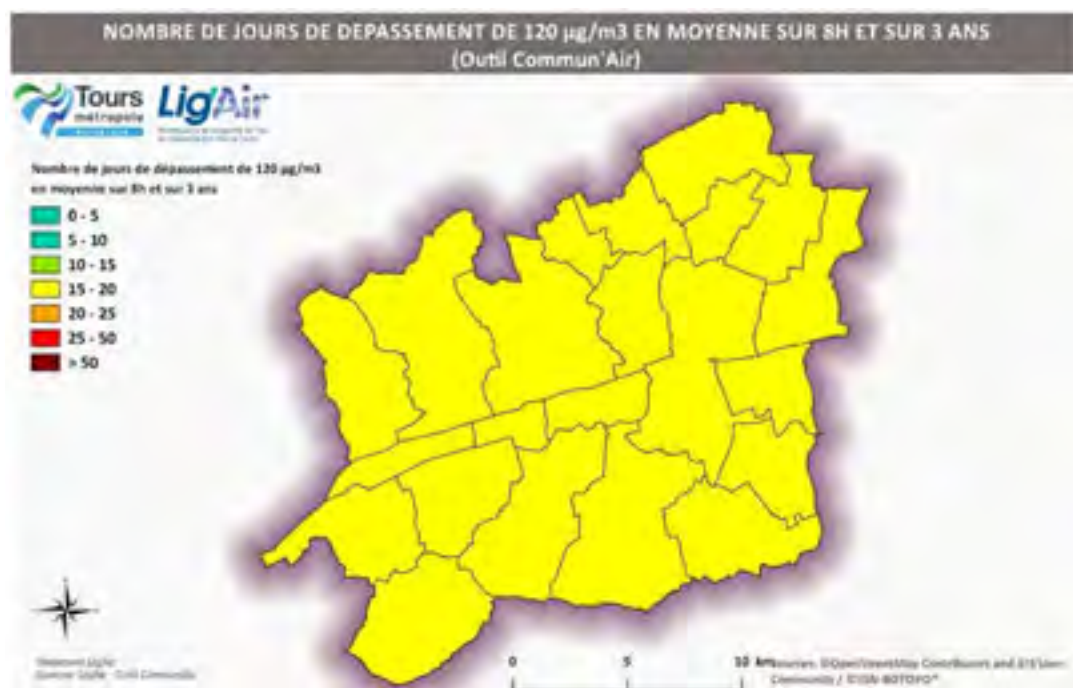 NOMBRE DE JOURS DE DEPASSEMENT DE 120 µg/m3 EN MOYENNE SUR 8H ET SUR 3 ANS
(Outil Commun'Air)
Tours
métropole
Lig'Air
Nombre de jours de dépassement de 120 µg/m3
en moyenne sur 8h et sur 3 ans
0 - 5
5 - 10
10 - 15
15 - 20
20 - 25
25 - 50
> 50
0 5 10 km
Sources: ©OpenStreetMap Contributors and
Community /